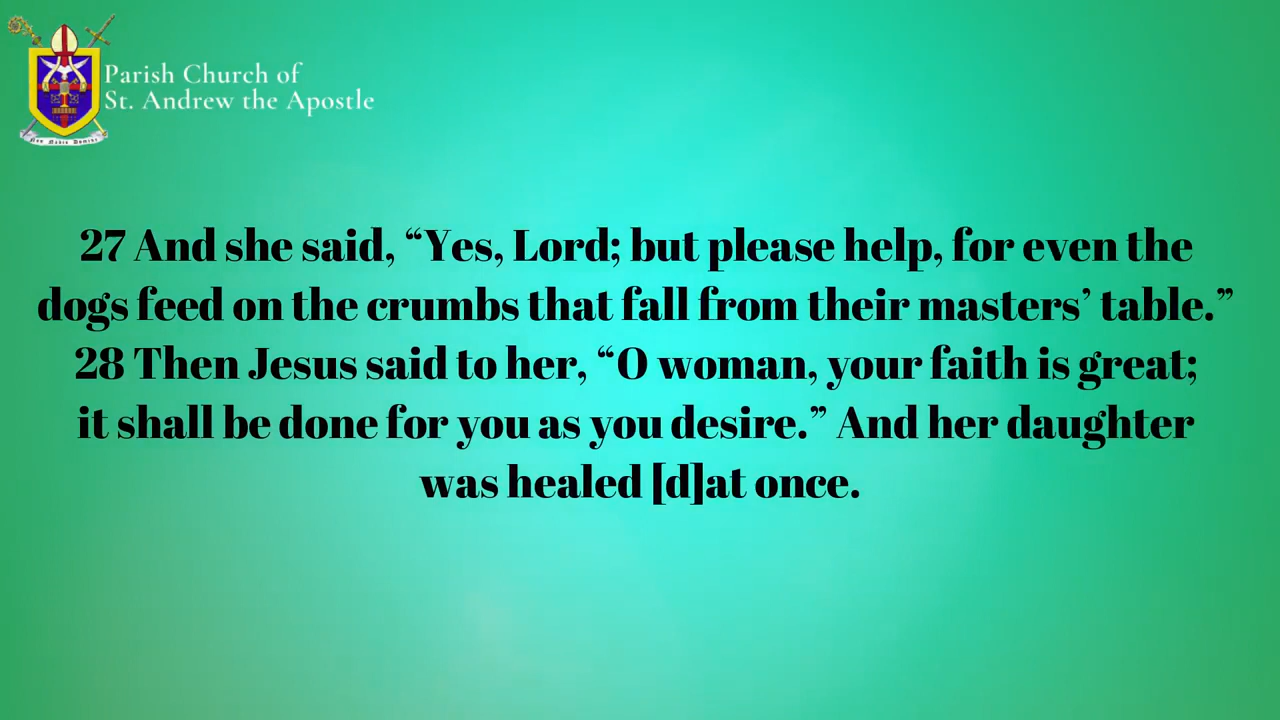 Parish Church of
St. Andrew the Apostle
27 And she said, “Yes, Lord; but please help, for even the
dogs feed on the crumbs that fall from their masters’ table.”
28 Then Jesus said to her, “O woman, your faith is great;
it shall be done for you as you desire.” And her daughter
was healed [d]at once.